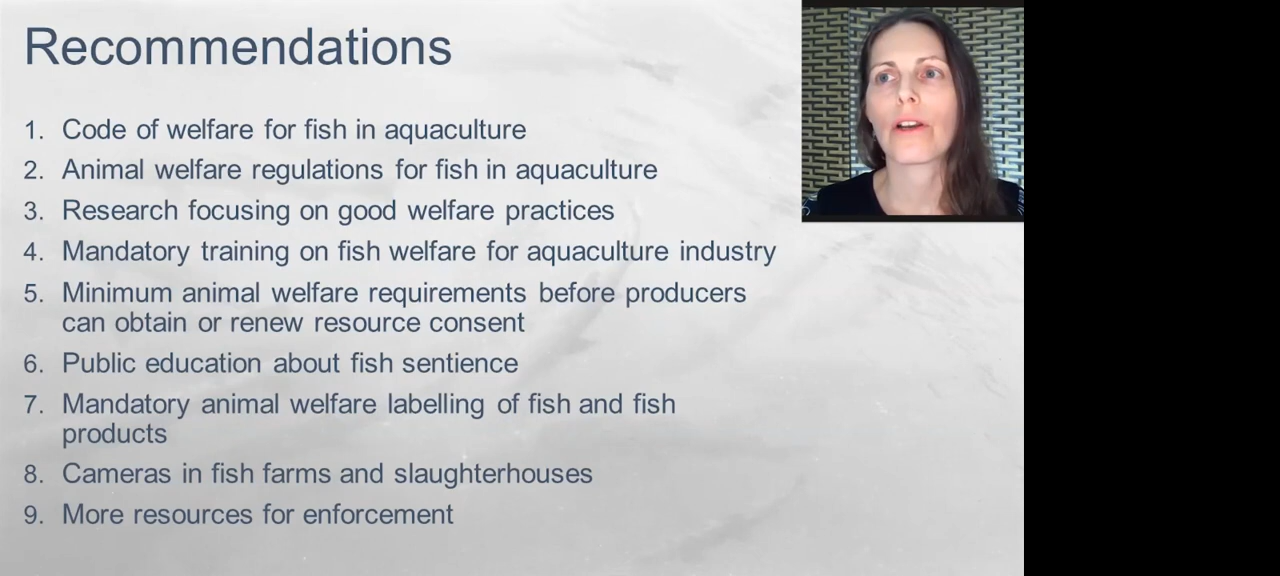 Recommendations
1. Code of welfare for fish in aquaculture
2. Animal welfare regulations for fish in aquaculture
3. Research focusing on good welfare practices
4. Mandatory training on fish welfare for aquaculture industry
5. Minimum animal welfare requirements before producers
can obtain or renew resource consent
6. Public education about fish sentience
7. Mandatory animal welfare labelling of fish and fish
products
8. Cameras in fish farms and slaughterhouses
9. More resources for enforcement